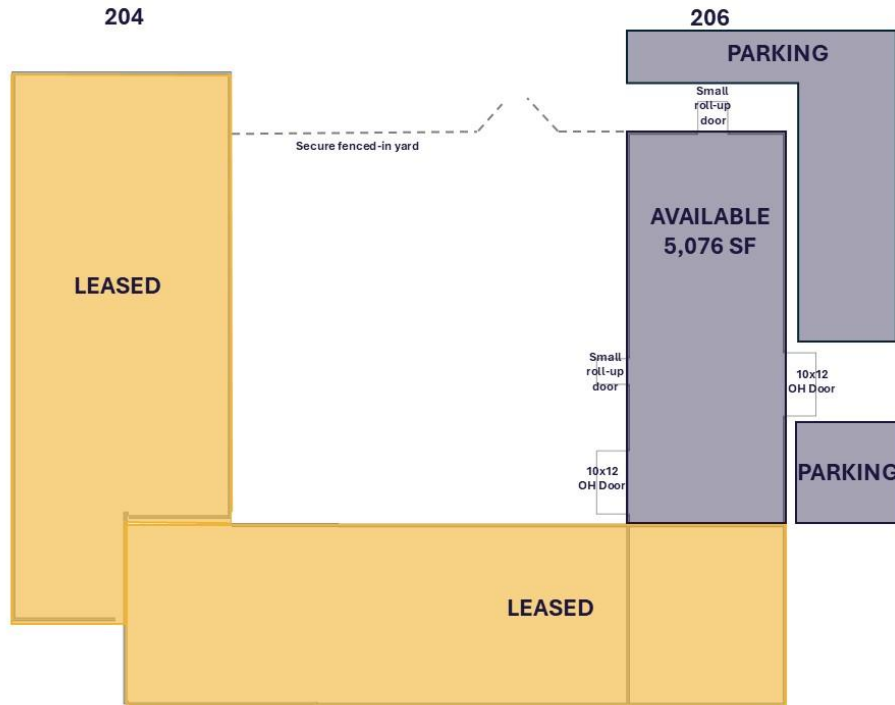 204
206
PARKING
Small
roll-up
door
Secure fenced-in yard
AVAILABLE
5,076 SF
LEASED
Small
roll-up
door
10x12
OH Door
10x12
OH Door
PARKING
LEASED